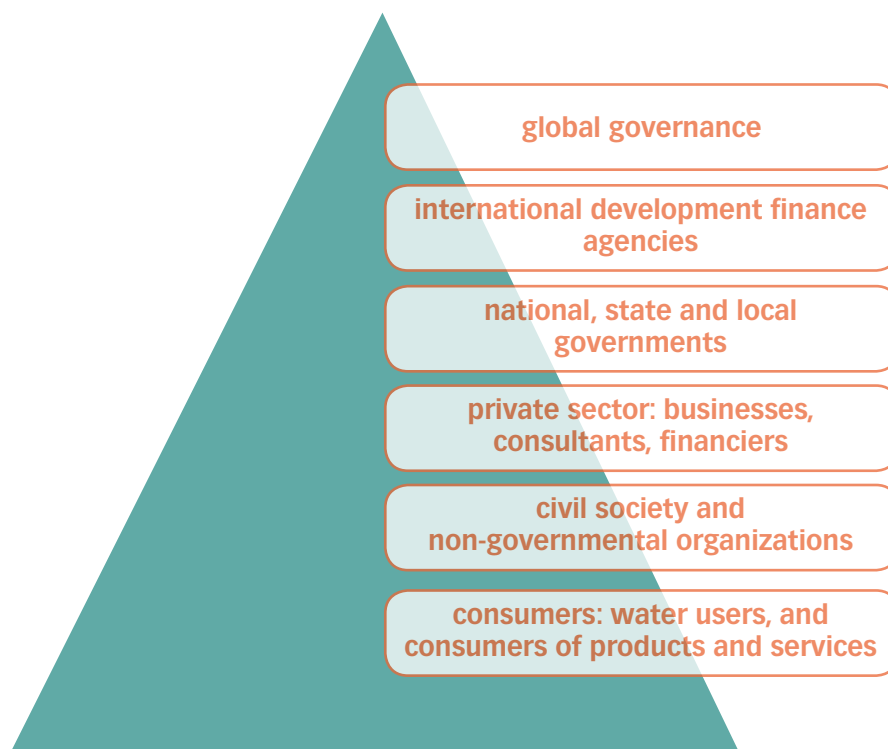 global governance
international development finance
agencies
national, state and local
governments
private sector: businesses,
consultants, financiers
civil society and
non-governmental organizations
consumers: water users, and
consumers of products and services